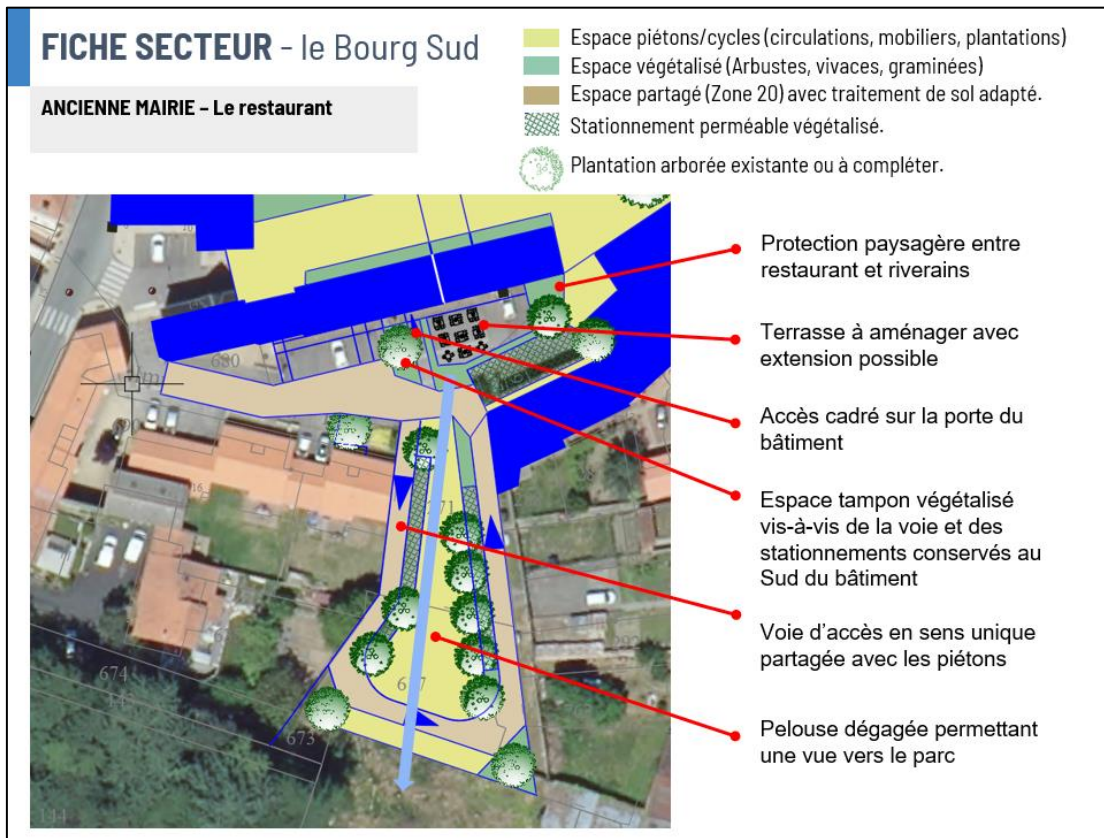 FICHE SECTEUR - le Bourg Sud
ANCIENNE MAIRIE – Le restaurant
Espace piétons/cycles (circulations, mobiliers, plantations)
Espace végétalisé (Arbustes, vivaces, graminées)
Espace partagé (Zone 20) avec traitement de sol adapté.
Stationnement perméable végétalisé.
Plantation arborée existante ou à compléter.
Protection paysagère entre
restaurant et riverains
Terrasse à aménager avec
extension possible
Accès cadré sur la porte du
bâtiment
Espace tampon végétalisé
vis-à-vis de la voie et des
stationnements conservés au
Sud du bâtiment
Voie d'accès en sens unique
partagée avec les piétons
Pelouse dégagée permettant
une vue vers le parc
680
674
673